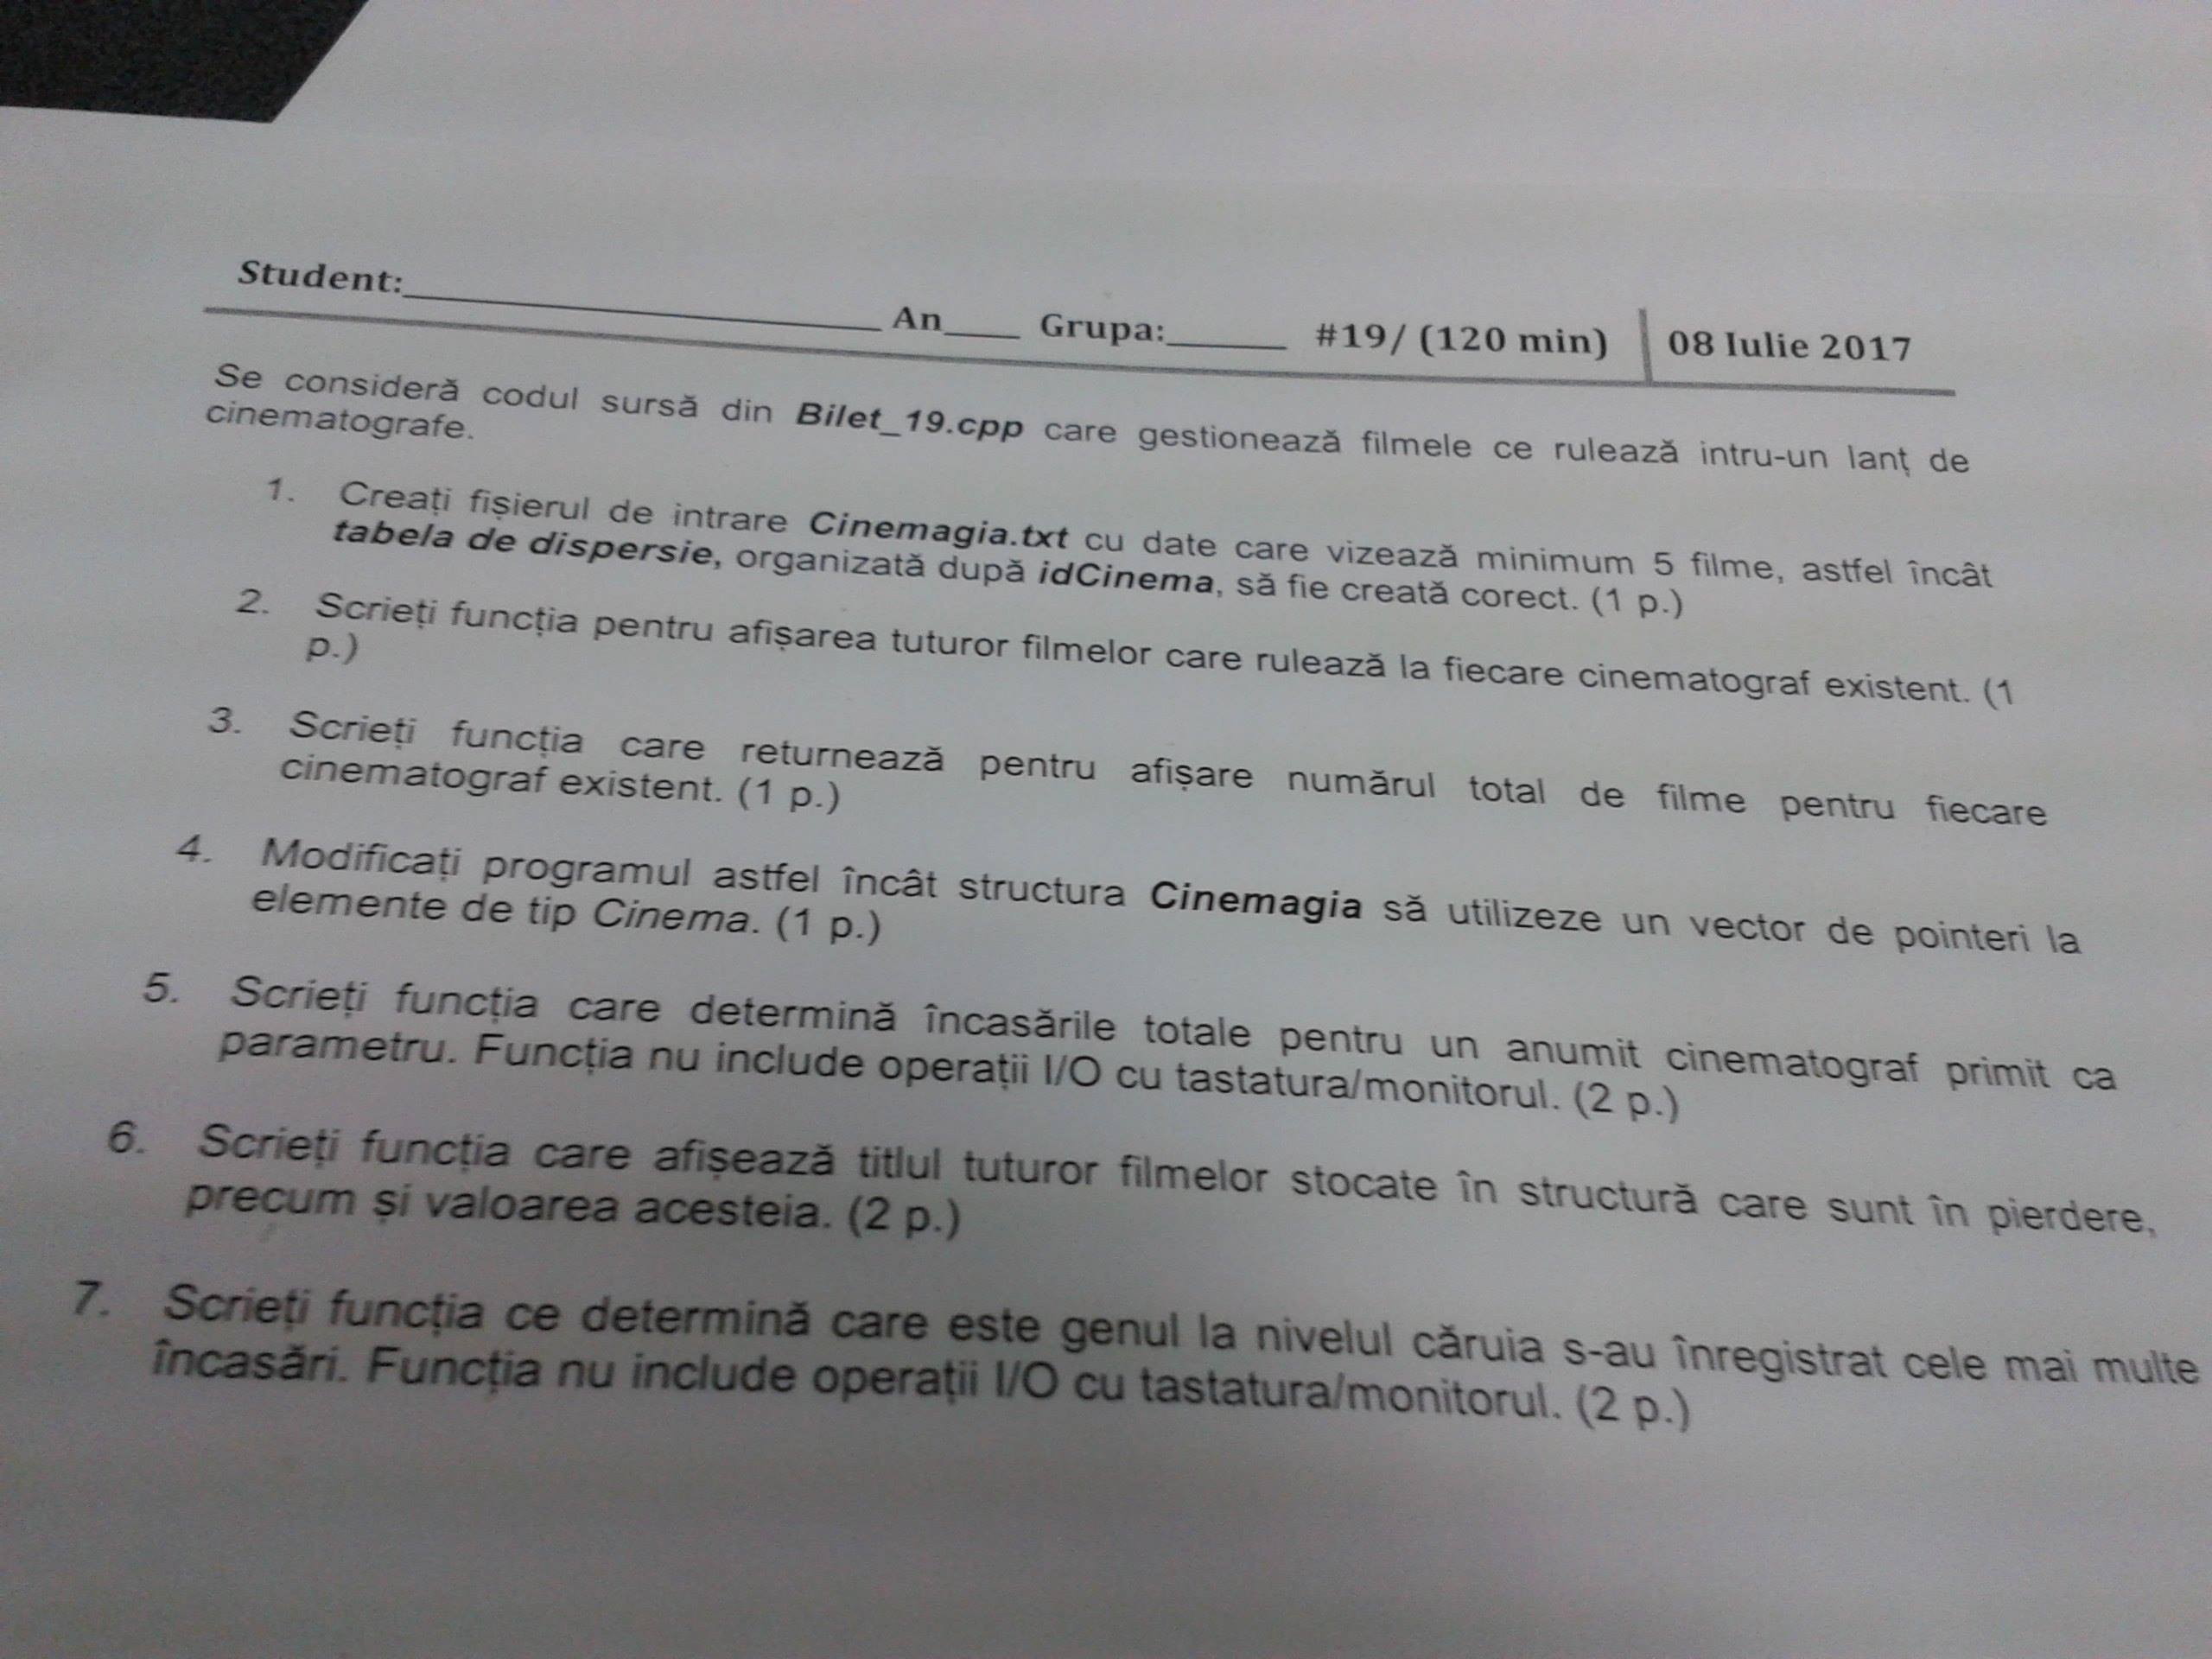 Student:____________ An____ Grupa:______ #19/ (120 min) 08 Iulie 2017
Se consideră codul sursă din Bilet_19.cpp care gestionează filmele ce rulează intru-un lanț de
cinematografe.
1. Creați fișierul de intrare Cinemagia.txt cu date care vizează minimum 5 filme, astfel încât
tabela de dispersie, organizată după idCinema, să fie creată corect. (1 p.)
2. Scrieți funcția pentru afișarea tuturor filmelor care rulează la fiecare cinematograf existent. (1
p.)
3. Scrieți funcția care returnează pentru afișare numărul total de filme pentru fiecare
cinematograf existent. (1 p.)
4. Modificați programul astfel încât structura Cinemagia să utilizeze un vector de pointeri la
elemente de tip Cinema. (1 p.)
5. Scrieți funcția care determină încasările totale pentru un anumit cinematograf primit ca
parametru. Funcția nu include operații I/O cu tastatura/monitorul. (2 p.)
6. Scrieți funcția care afișează titlul tuturor filmelor stocate în structură care sunt în pierdere,
precum și valoarea acesteia. (2 p.)
7. Scrieți funcția ce determină care este genul la nivelul căruia s-au înregistrat cele mai multe
încasări. Funcția nu include operații I/O cu tastatura/monitorul. (2 p.)